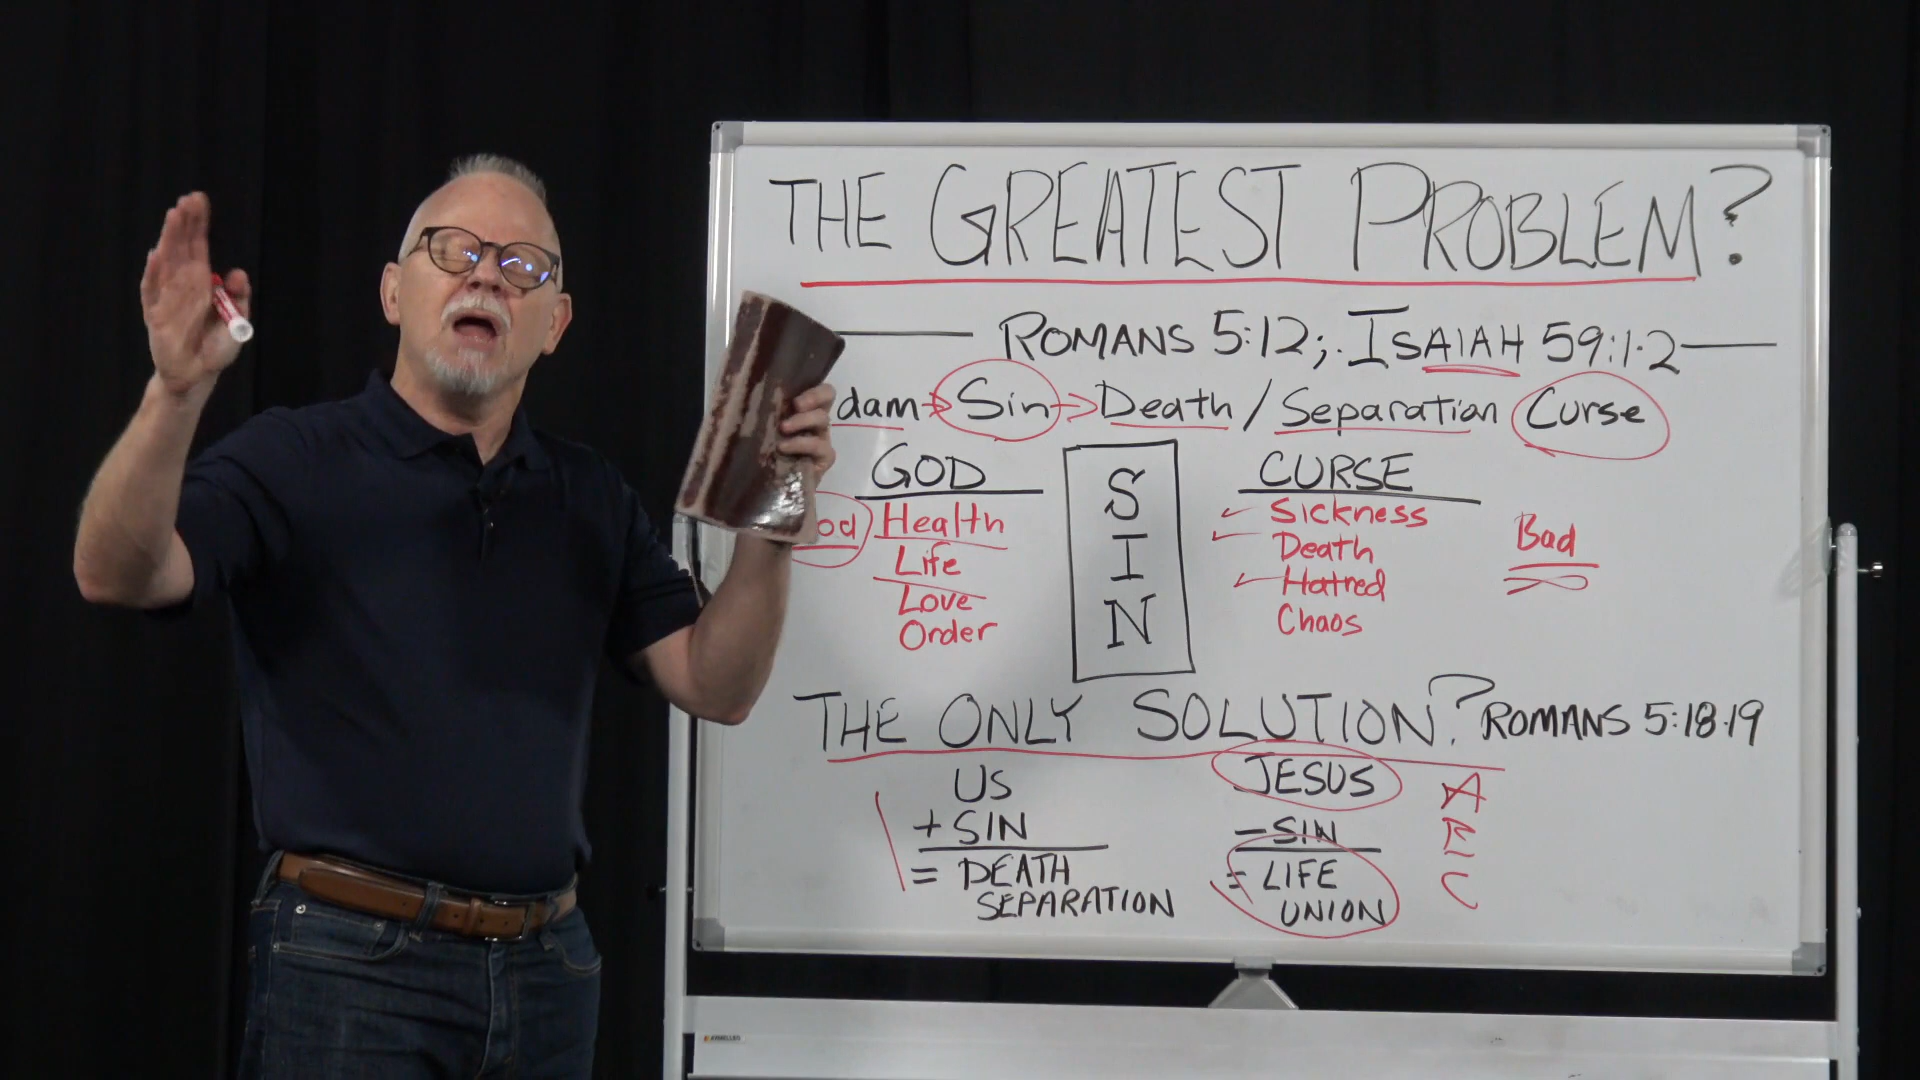 THE GREATEST PROBLEM?
ROMANS 5:12; ISAIAH 59:1-2
dam → Sin → Death / Separation Curse
GOD
od Health
Life
Love
Order
SIN
CURSE
Sickness
Death
Hatred
Chaos
Bad
THE ONLY SOLUTION? ROMANS 5:18-19
US
+ SIN
= DEATH
SEPARATION
JESUS
- SIN
= LIFE
UNION
A
B
C